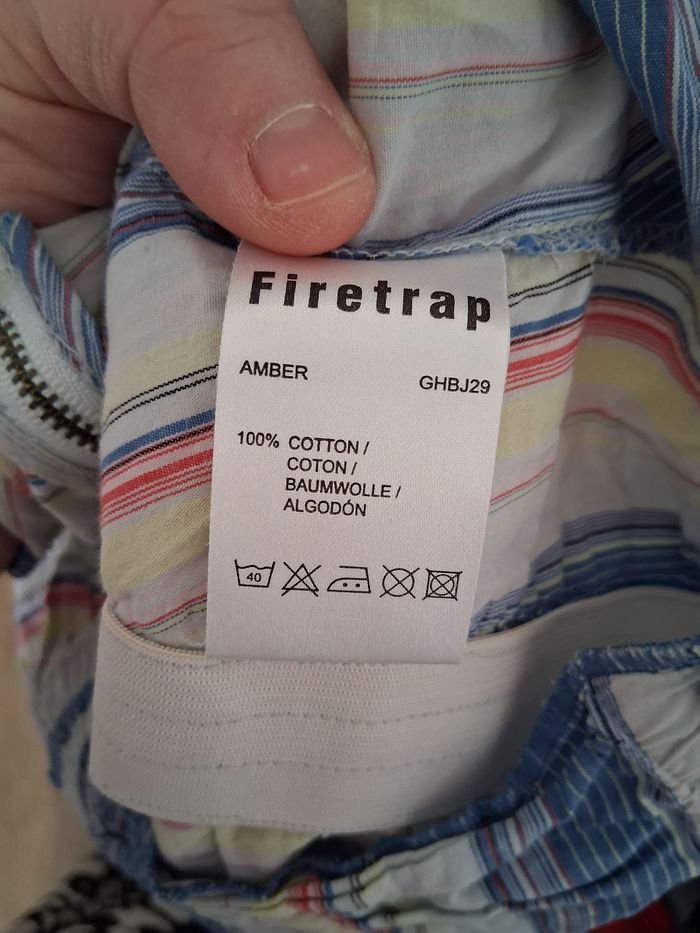 Firetrap
AMBER GHBJ29
100% COTTON /
COTON /
BAUMWOLLE /
ALGODÓN
40